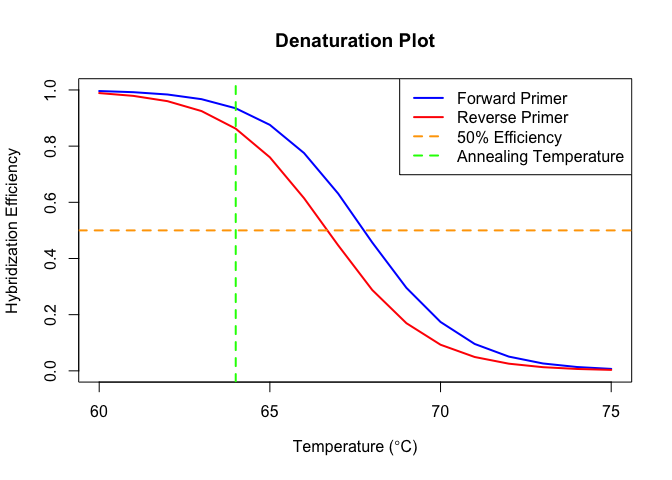 Denaturation Plot
Forward Primer
Reverse Primer
50% Efficiency
Annealing Temperature
Hybridization Efficiency
1.0
0.8
0.6
0.4
0.2
0.0
60
65
70
75
Temperature (°C)